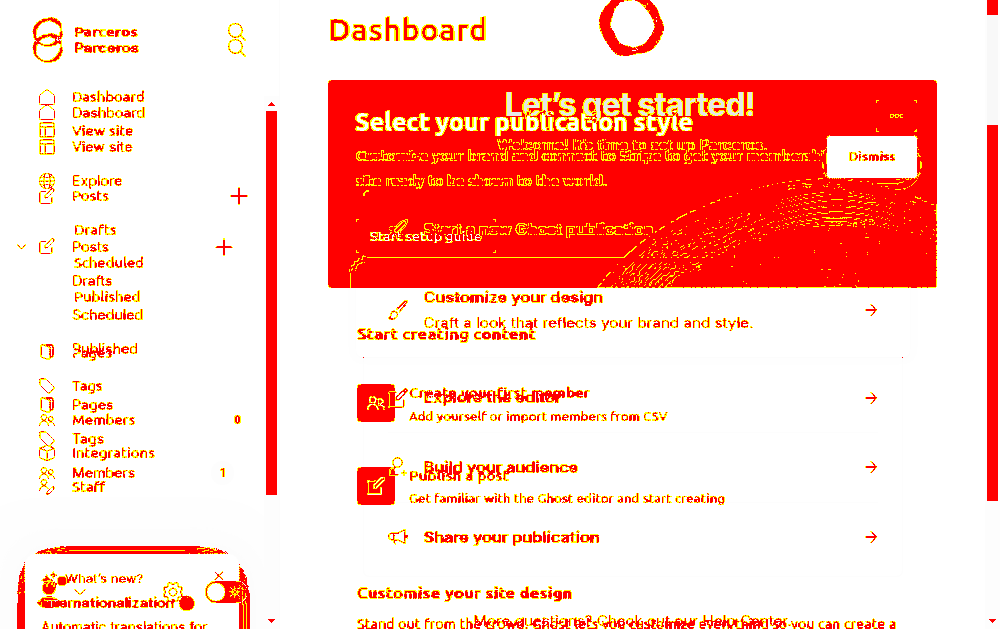 Parceros
Parceros
Dashboard
Dashboard
View site
View site
Explore
Posts
Drafts
Posts
Scheduled
Drafts
Published
Scheduled
Published
Pages
Tags
Pages
Members 0
Tags
Integrations
Members 1
Staff
What's new?
Internationalization
Automatic translations for
Dashboard
Let's get started!
Select your publication style
Welcome! It's time to set up Parceros.
Customize your brand and connect to Stripe to get your members
site ready to be shown to the world.
Dismiss
Start a new Ghost publication
Start setup guide
Customize your design
Craft a look that reflects your brand and style.
Start creating content
Create your first member
Explore the editor
Add yourself or import members from CSV
Build your audience
Publish a post
Get familiar with the Ghost editor and start creating
Share your publication
Customise your site design
More questions? Check out our Help Center
Stand out from the crowd. Ghost lets you customize everything so you can create a